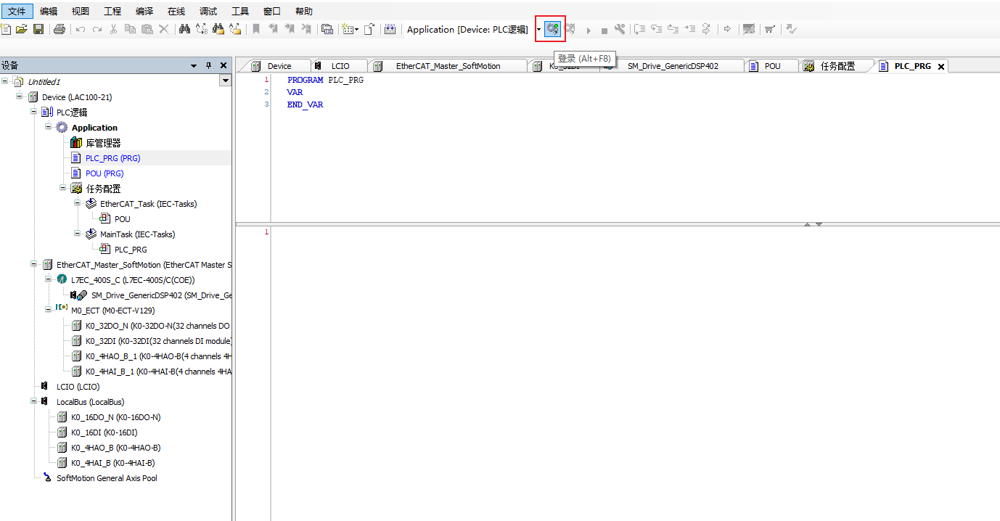 文件 编辑 视图 工程 编译 在线 调试 工具 窗口 帮助
Application [Device: PLC逻辑]
登录 (Alt+F8)
设备
Untitled1
Device (LAC100-21)
PLC逻辑
Application
库管理器
PLC_PRG (PRG)
POU (PRG)
任务配置
EtherCAT_Task (IEC-Tasks)
POU
MainTask (IEC-Tasks)
PLC_PRG
EtherCAT_Master_SoftMotion (EtherCAT Master S
L7EC_400S_C (L7EC-400S/C(COE))
SM_Drive_GenericDSP402 (SM_Drive_Ge
M0_ECT (M0-ECT-V129)
K0_32DO_N (K0-32DO-N(32 channels DO
K0_32DI (K0-32DI(32 channels DI module)
K0_4HAO_B_1 (K0-4HAO-B(4 channels 4H
K0_4HAI_B_1 (K0-4HAI-B(4 channels 4HA
LCIO (LCIO)
LocalBus (LocalBus)
K0_16DO_N (K0-16DO-N)
K0_16DI (K0-16DI)
K0_4HAO_B (K0-4HAO-B)
K0_4HAI_B (K0-4HAI-B)
SoftMotion General Axis Pool
Device LCIO EtherCAT_Master_SoftMotion K0_32DI SM_Drive_GenericDSP402 POU 任务配置 PLC_PRG
1 PROGRAM PLC_PRG
2 VAR
3 END_VAR
1